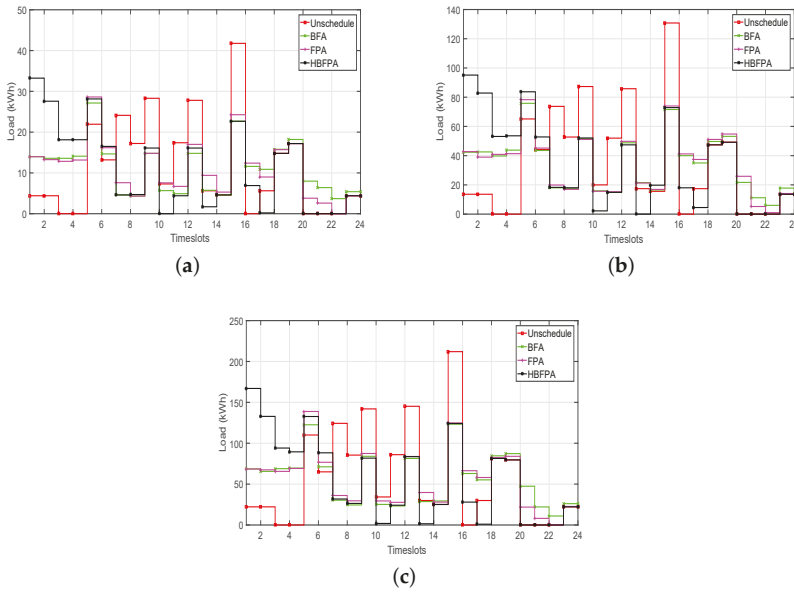 50
40
30
20
10
0
Load (kWh)
2 4 6 8 10 12 14 16 18 20 22 24
Timeslots
Unschedule
BFA
FPA
HBFPA
(a)
140
120
100
80
60
40
20
0
Load (kWh)
2 4 6 8 10 12 14 16 18 20 22 24
Timeslots
Unschedule
BFA
FPA
HBFPA
(b)
250
200
150
100
50
0
Load (kWh)
2 4 6 8 10 12 14 16 18 20 22 24
Timeslots
Unschedule
BFA
FPA
HBFPA
(c)